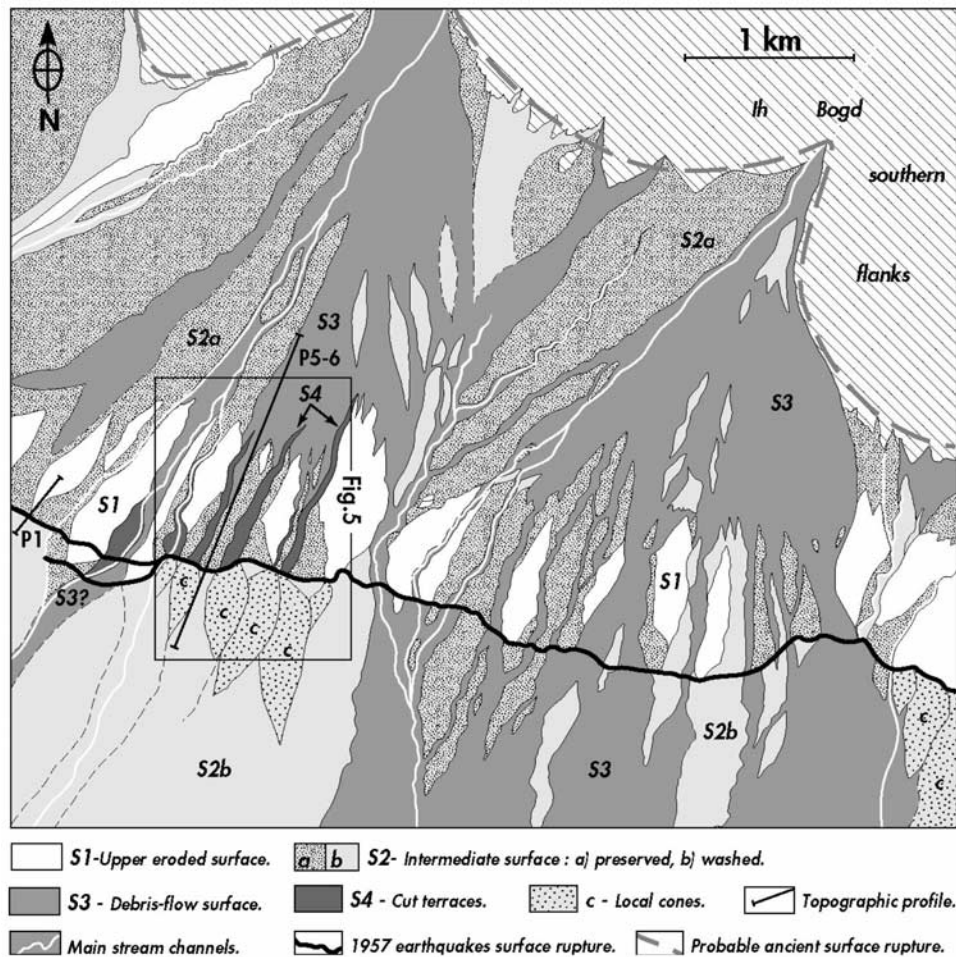 1 km
N
Ih Bogd
southern
flanks
S2a
S3
S2a
P5-6
S4
S3
Fig.5
S1
P1
S1
c
S3?
c
c
c
S2b
c
S2b
S3
c
c
S1-Upper eroded surface.
a b S2- Intermediate surface : a) preserved, b) washed.
S3 - Debris-flow surface.
S4 - Cut terraces.
c - Local cones.
Topographic profile.
Main stream channels.
1957 earthquakes surface rupture.
Probable ancient surface rupture.